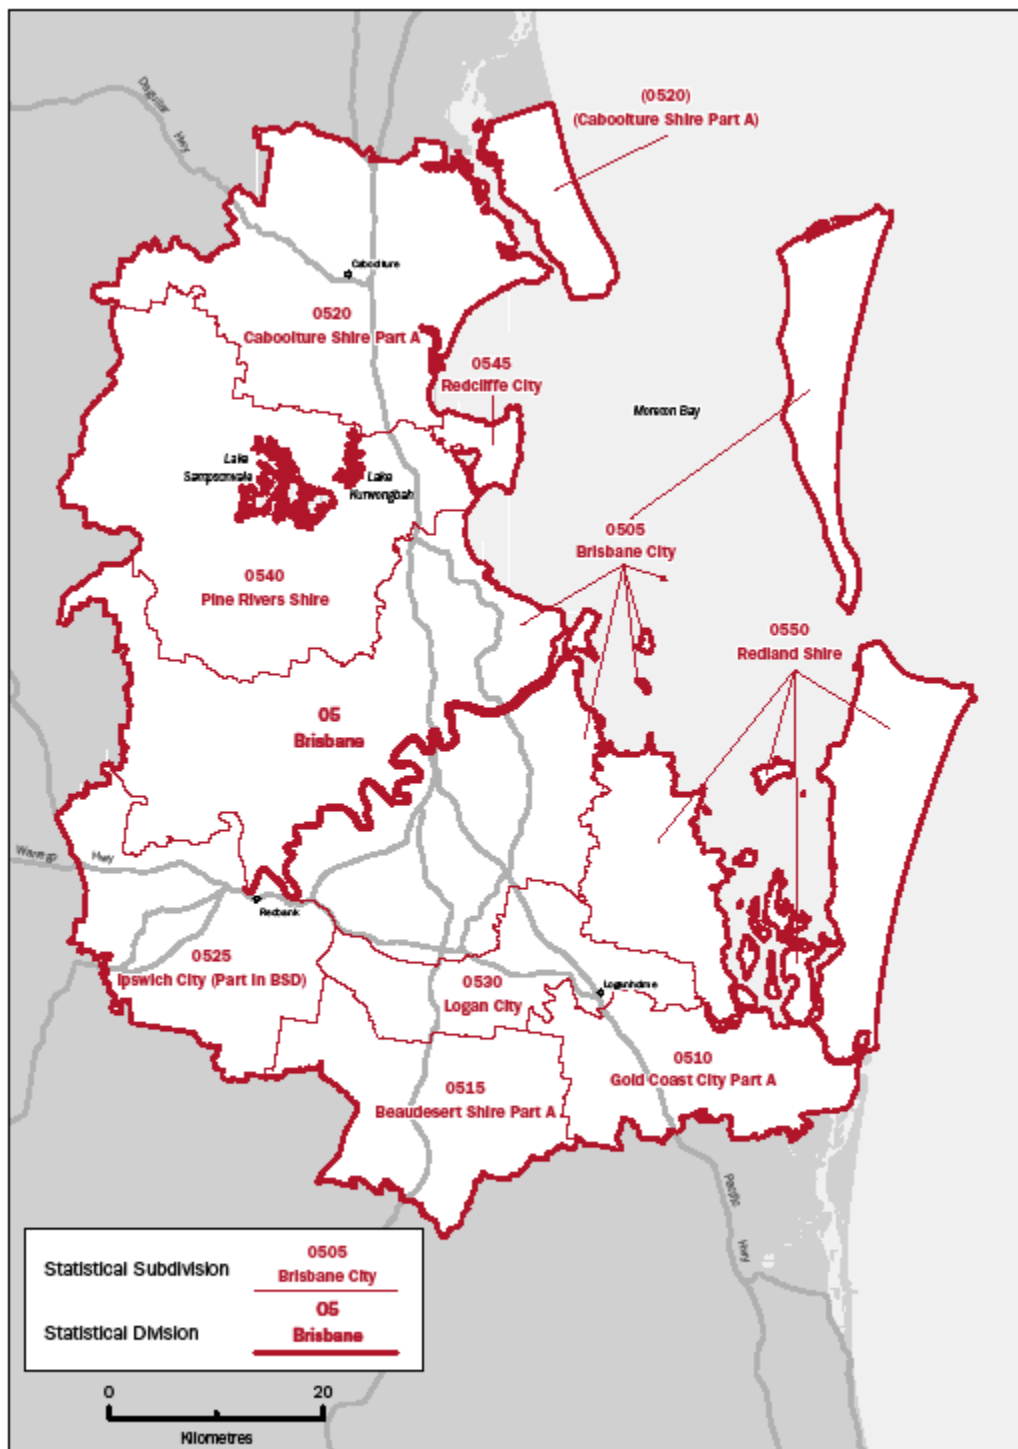 Daguilar
Hwy
(0520)
(Caboolture Shire Part A)
Caboolture
0520
Caboolture Shire Part A
0545
Redcliffe City
Moreton Bay
Lake
Sampsonvale
Lake
Kurwongbah
0505
Brisbane City
0540
Pine Rivers Shire
0550
Redland Shire
05
Brisbane
Warrego Hwy
Redbank
0525
Ipswich City (Part in BSD)
0530
Logan City
Loganholme
0510
Gold Coast City Part A
0515
Beaudesert Shire Part A
Pacific
Hwy
Statistical Subdivision
0505
Brisbane City
Statistical Division
05
Brisbane
0 20
Kilometres